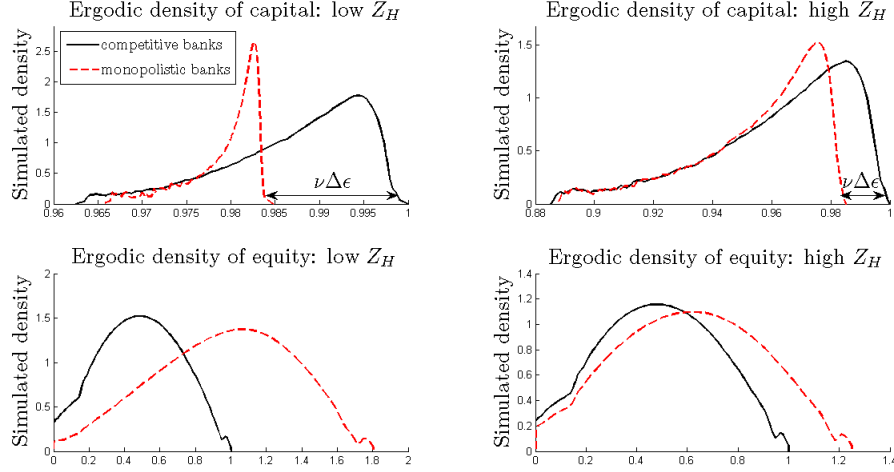 Ergodic density of capital: low Z_H
Simulated density
2.5
2
1.5
1
0.5
0
competitive banks
monopolistic banks
νΔϵ
0.96 0.965 0.97 0.975 0.98 0.985 0.99 0.995 1
Ergodic density of capital: high Z_H
Simulated density
1.5
1
0.5
0
νΔϵ
0.88 0.9 0.92 0.94 0.96 0.98 1
Ergodic density of equity: low Z_H
Simulated density
2
1.5
1
0.5
0
0 0.2 0.4 0.6 0.8 1.0 1.2 1.4 1.6 1.8 2
Ergodic density of equity: high Z_H
Simulated density
1.4
1.2
1.0
0.8
0.6
0.4
0.2
0
0 0.2 0.4 0.6 0.8 1.0 1.2 1.4